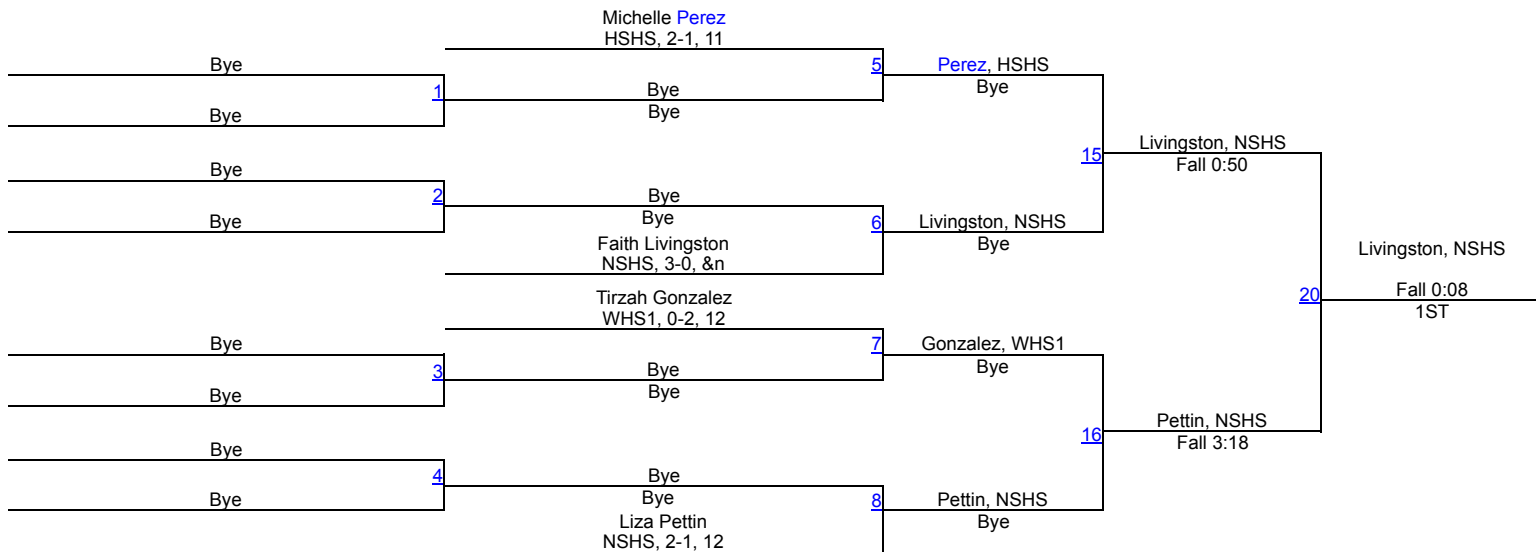 Michelle Perez
HSHS, 2-1, 11
Bye
1
Bye
Bye
Bye
5
Perez, HSHS
Bye
Bye
2
Bye
Bye
Bye
Faith Livingston
NSHS, 3-0, &n
6
Livingston, NSHS
Bye
15
Livingston, NSHS
Fall 0:50
Tirzah Gonzalez
WHS1, 0-2, 12
Bye
3
Bye
Bye
Bye
7
Gonzalez, WHS1
Bye
Bye
4
Bye
Bye
Bye
Liza Pettin
NSHS, 2-1, 12
8
Pettin, NSHS
Bye
16
Pettin, NSHS
Fall 3:18
20
Livingston, NSHS
Fall 0:08
1ST